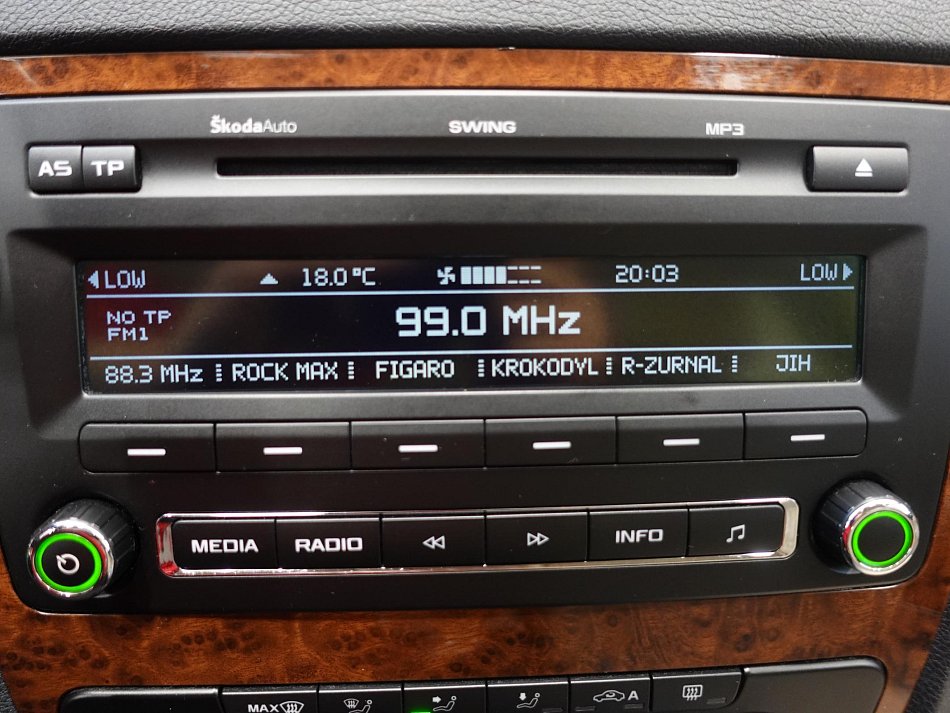 ŠkodaAuto SWING MP3
AS TP
LOW 18.0°C 20:03 LOW
NO TP
FM1
99.0 MHz
88.3 MHz ROCK MAX FIGARO KROKODYL R-ZURNAL JIH
MEDIA RADIO INFO
MAX A